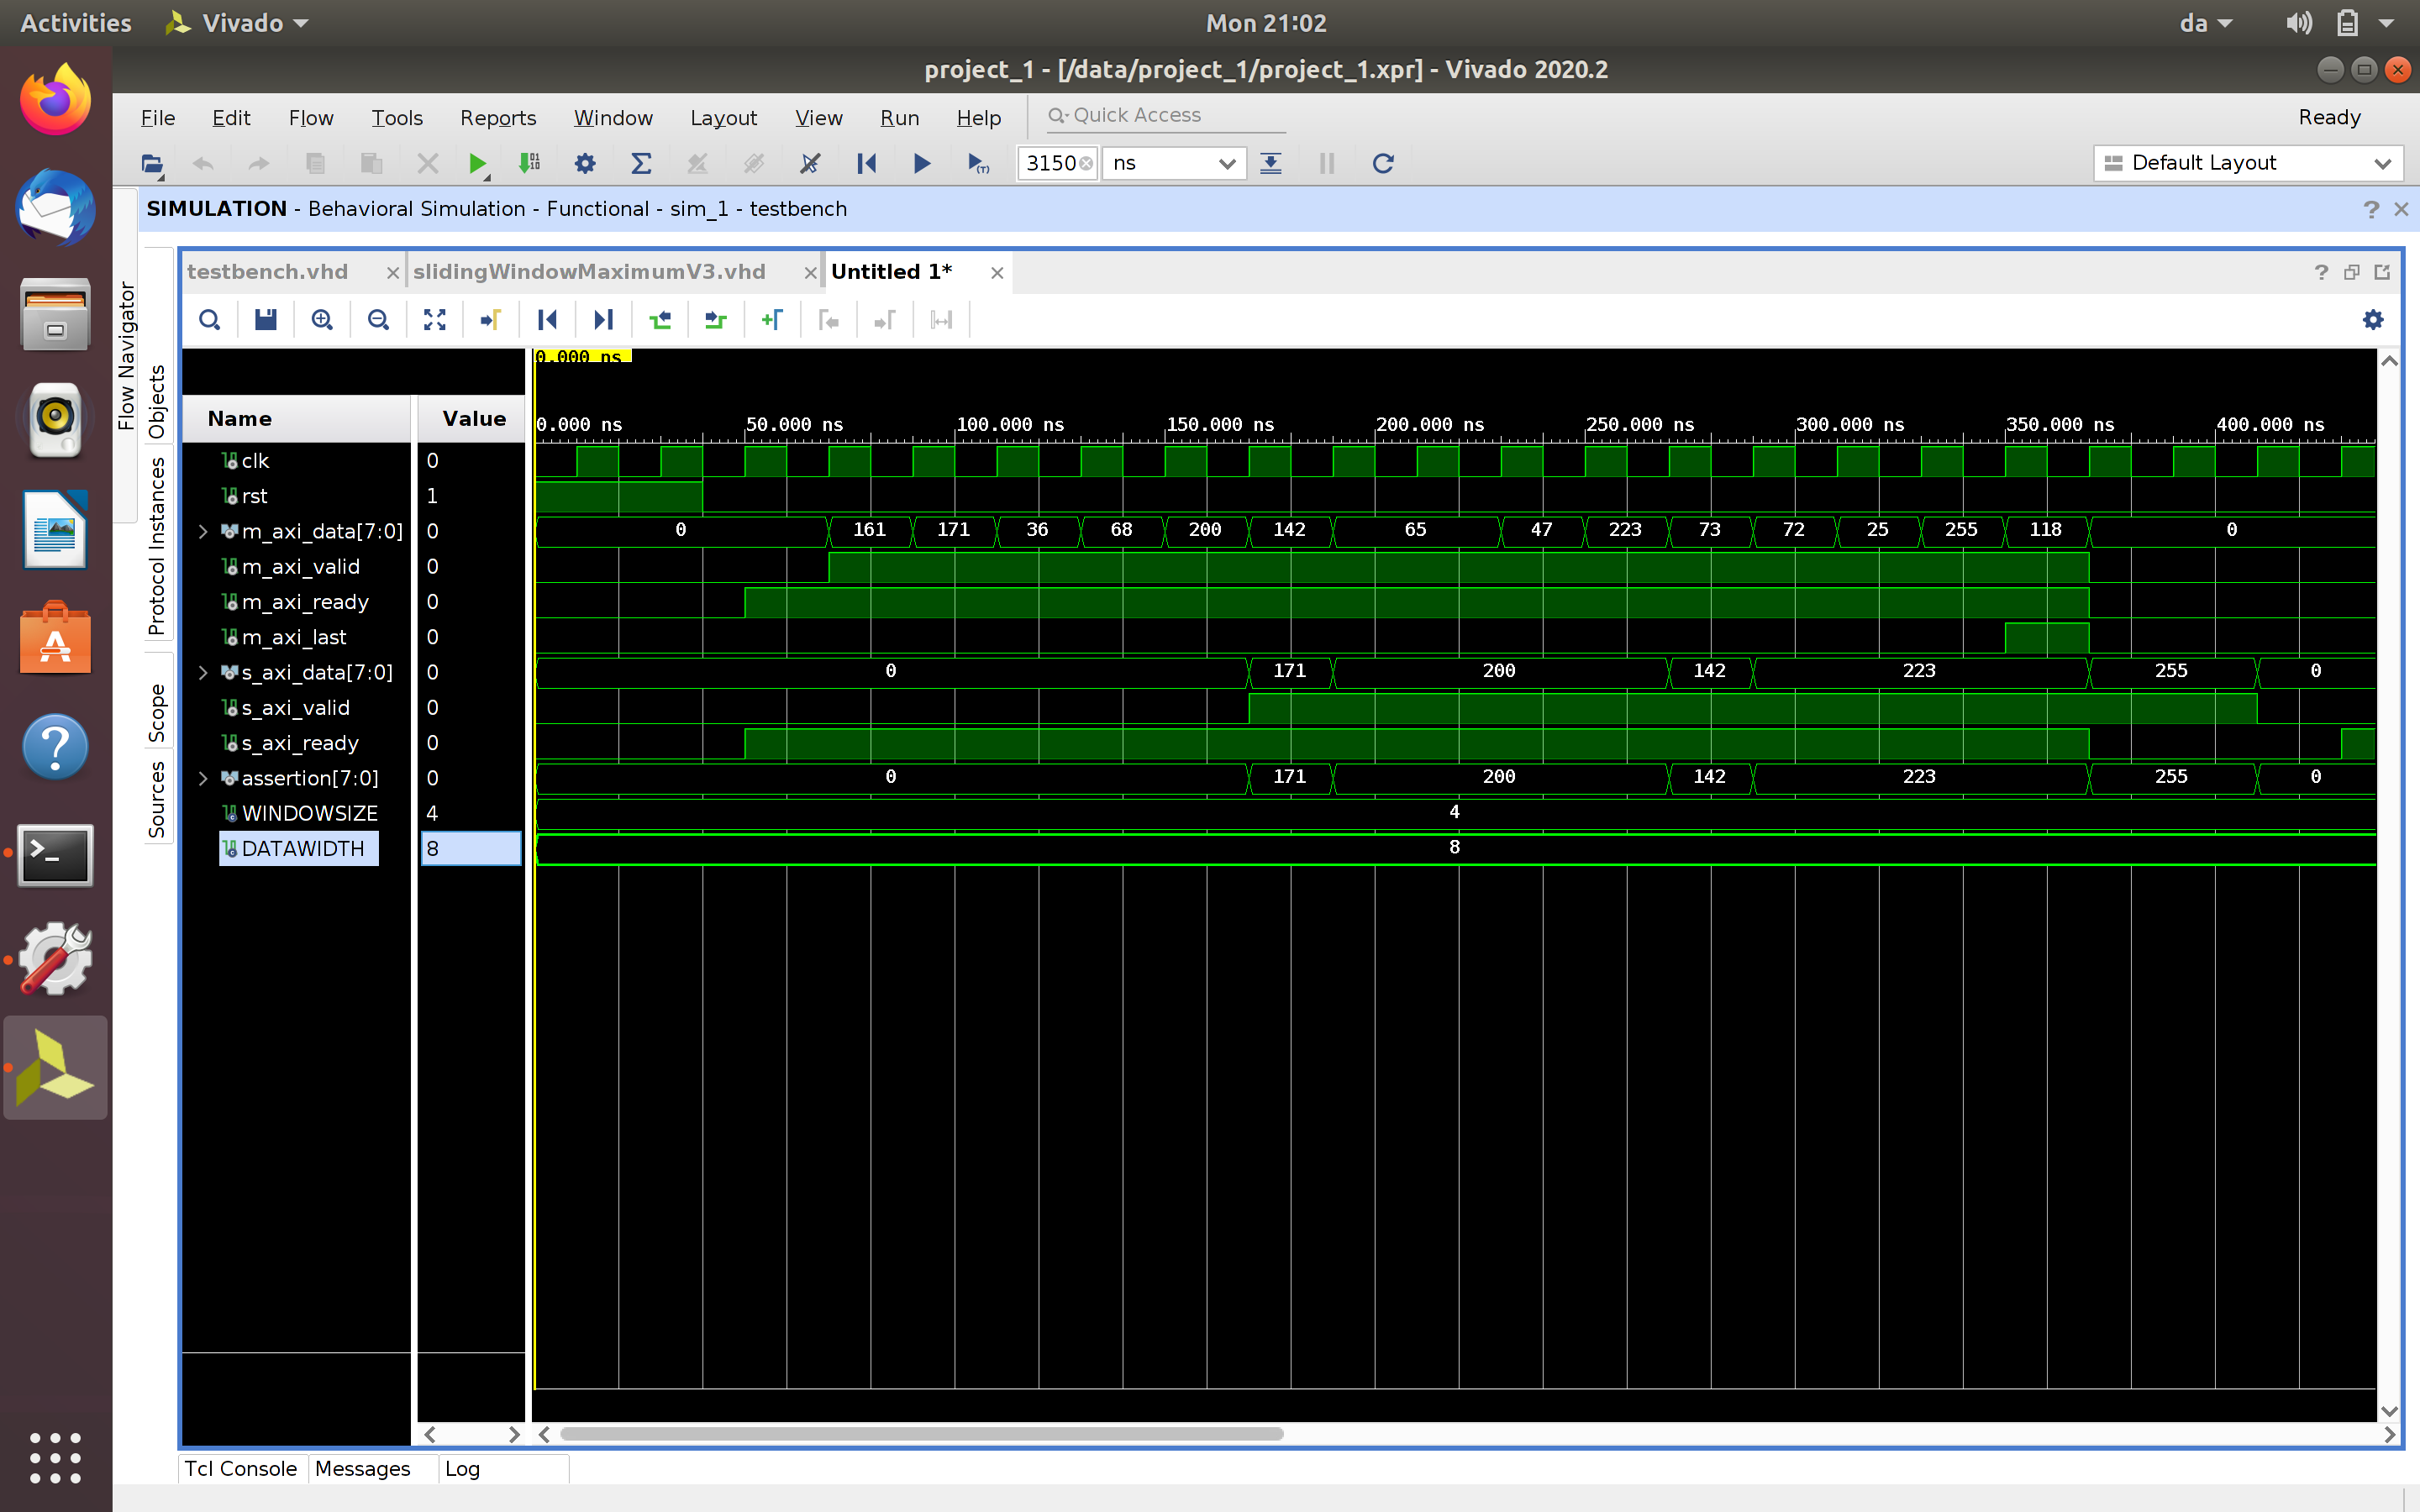 Activities Vivado Mon 21:02 da
project_1 - [/data/project_1/project_1.xpr] - Vivado 2020.2
File Edit Flow Tools Reports Window Layout View Run Help Quick Access Ready
3150 ns Default Layout
SIMULATION - Behavioral Simulation - Functional - sim_1 - testbench
Flow Navigator
Objects
Protocol Instances
Scope
Sources
testbench.vhd slidingWindowMaximumV3.vhd Untitled 1*
0.000 ns
Name Value 0.000 ns 50.000 ns 100.000 ns 150.000 ns 200.000 ns 250.000 ns 300.000 ns 350.000 ns 400.000 ns
clk 0
rst 1
m_axi_data[7:0] 0 0 161 171 36 68 200 142 65 47 223 73 72 25 255 118 0
m_axi_valid 0
m_axi_ready 0
m_axi_last 0
s_axi_data[7:0] 0 0 171 200 142 223 255 0
s_axi_valid 0
s_axi_ready 0
assertion[7:0] 0 0 171 200 142 223 255 0
WINDOWSIZE 4 4
DATAWIDTH 8 8
Tcl Console Messages Log